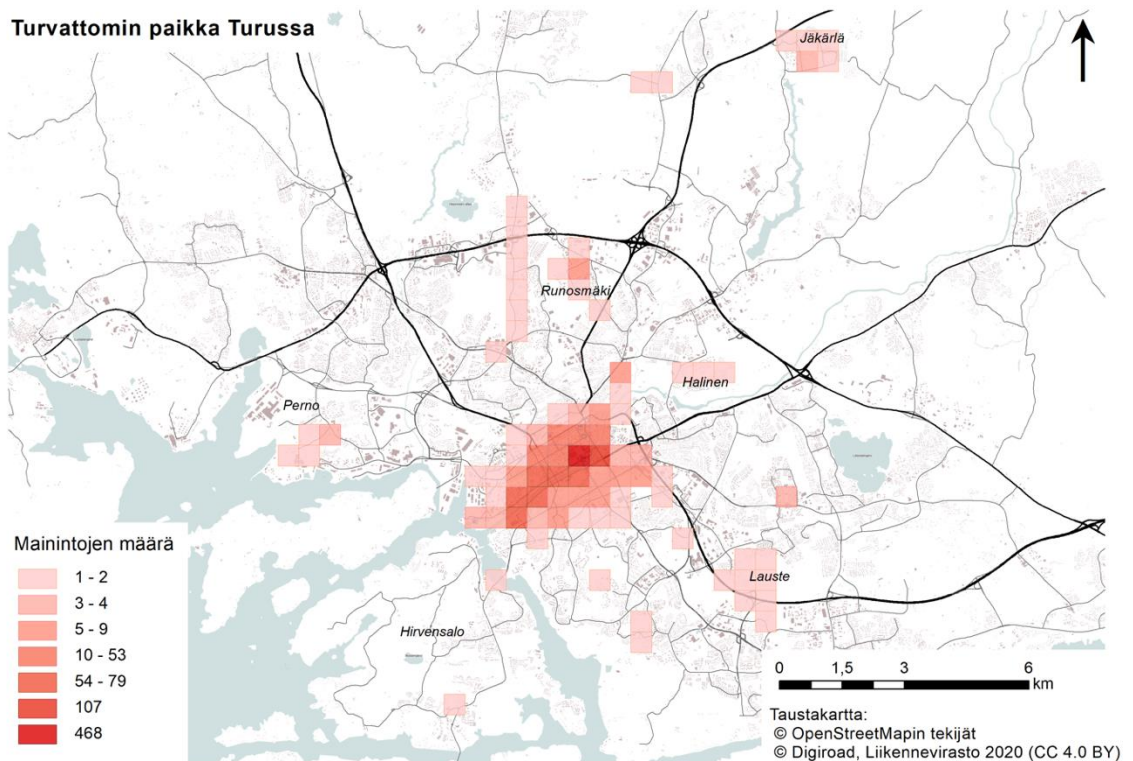 Turvattomin paikka Turussa
Jäkärlä
Runosmäki
Halinen
Perno
Lauste
Hirvensalo
Mainintojen määrä
1 - 2
3 - 4
5 - 9
10 - 53
54 - 79
107
468
0 1,5 3 6
km
Taustakartta:
© OpenStreetMapin tekijät
© Digiroad, Liikennevirasto 2020 (CC 4.0 BY)